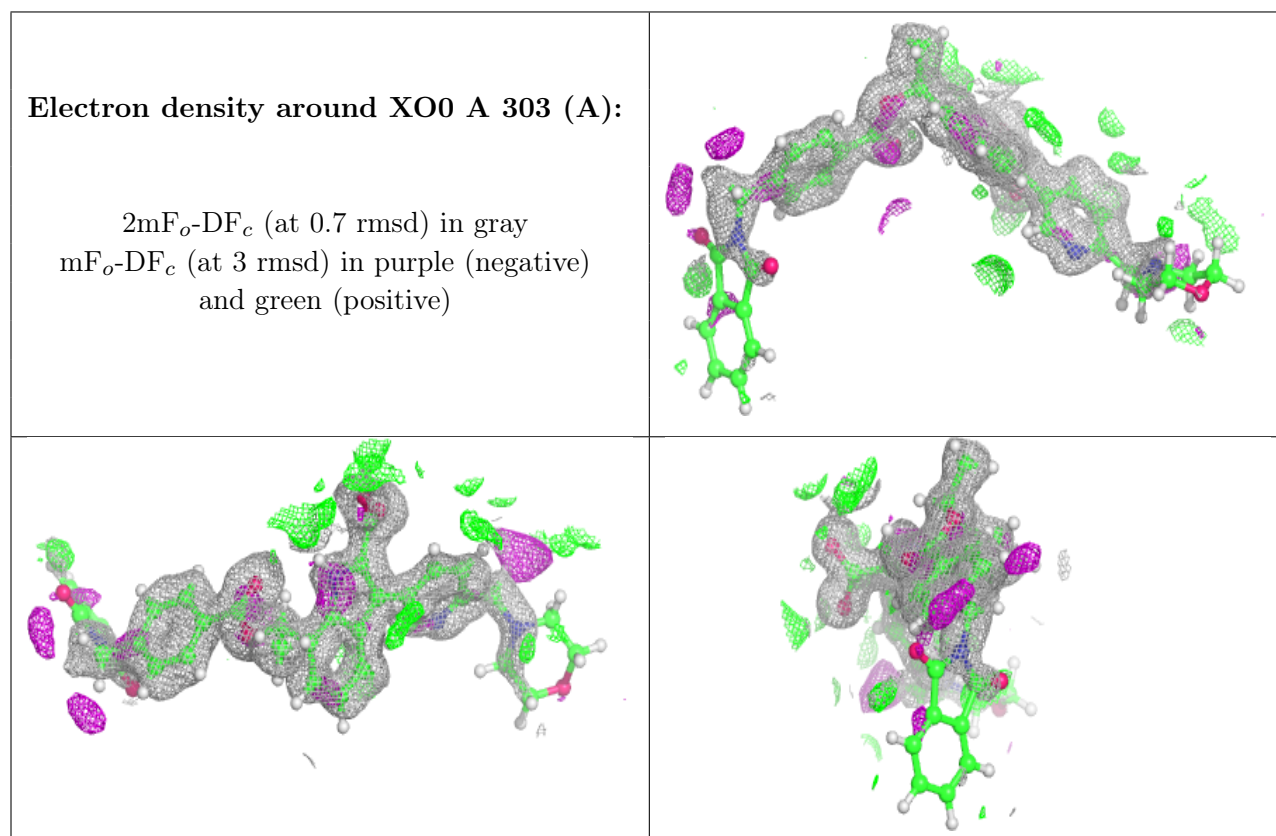 Electron density around XO0 A 303 (A):
2mFo-DFc (at 0.7 rmsd) in gray
mFo-DFc (at 3 rmsd) in purple (negative)
and green (positive)